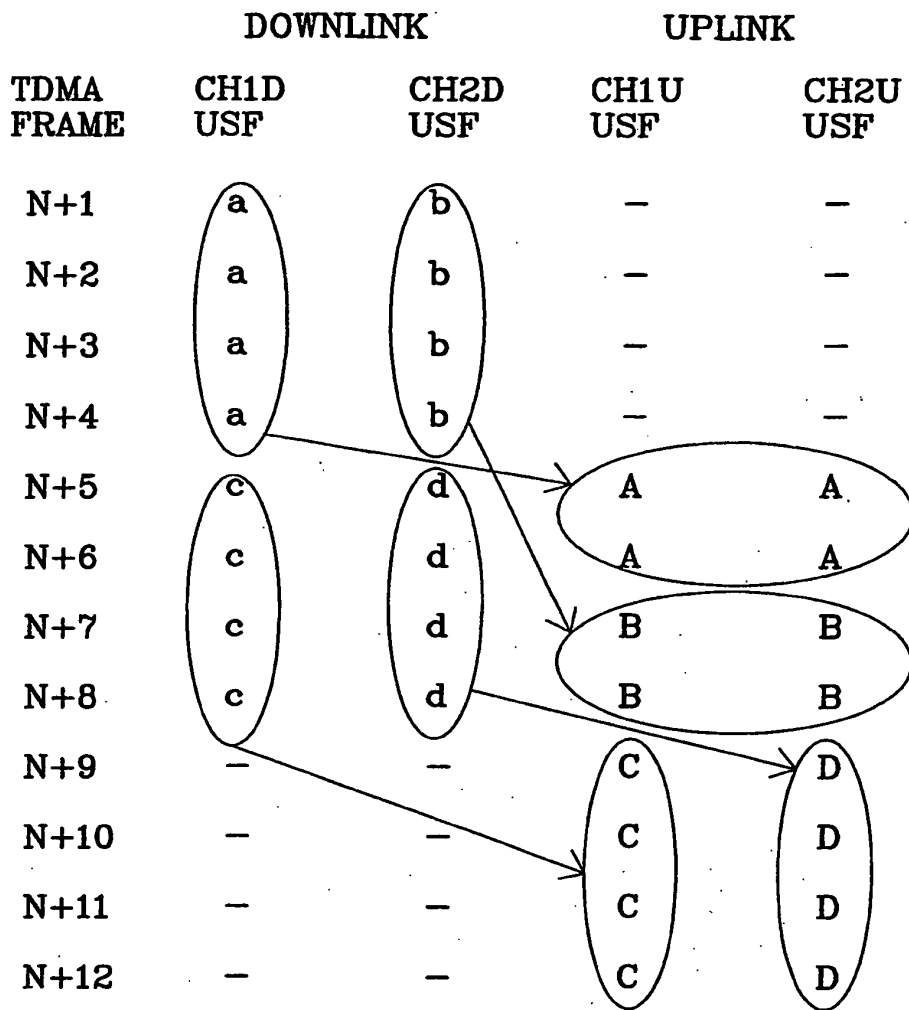 DOWNLINK UPLINK
TDMA CH1D CH2D CH1U CH2U
FRAME USF USF USF USF
N+1 a b – –
N+2 a b – –
N+3 a b – –
N+4 a b – –
N+5 c d A A
N+6 c d A A
N+7 c d B B
N+8 c d B B
N+9 – – C D
N+10 – – C D
N+11 – – C D
N+12 – – C D